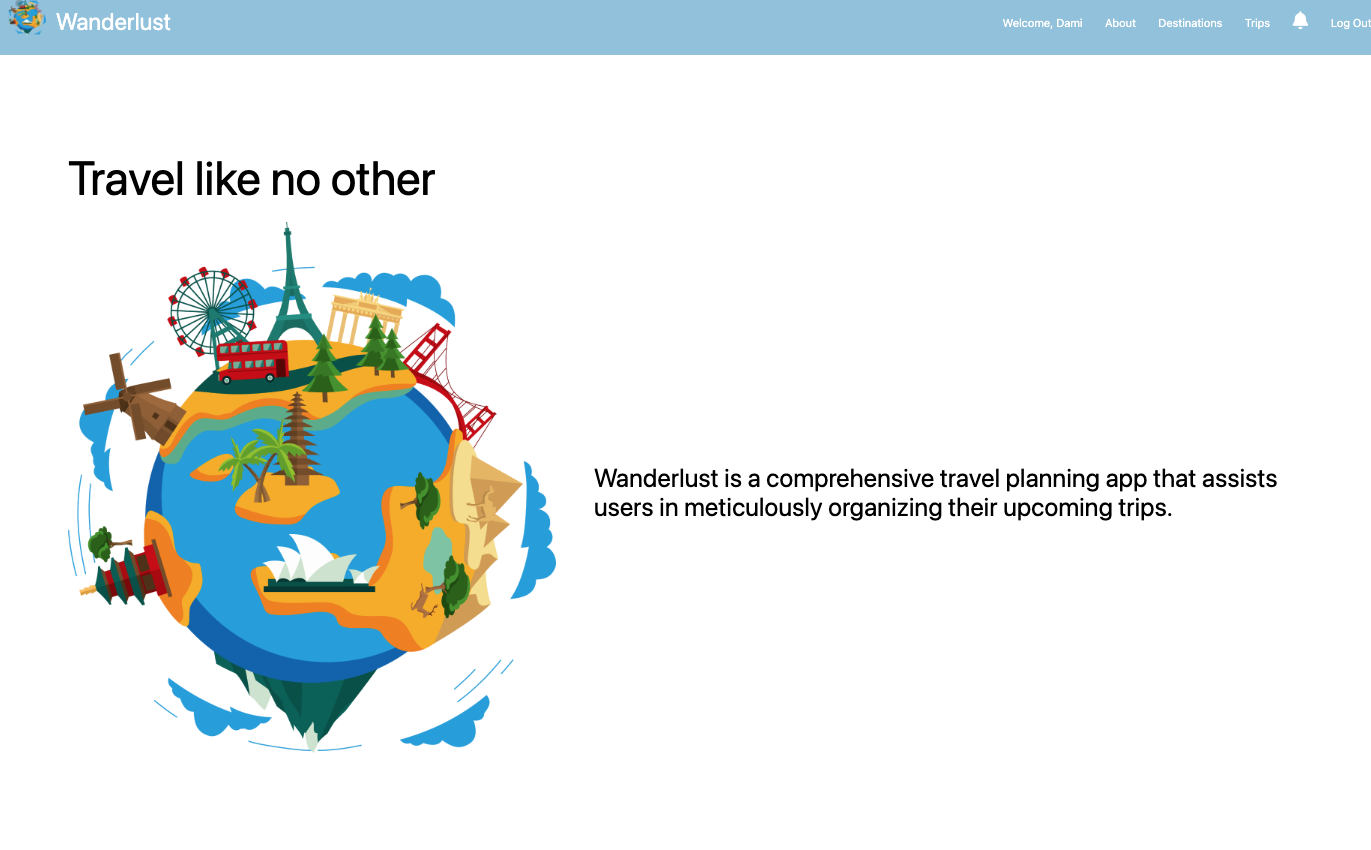 Wanderlust
Welcome, Dami About Destinations Trips Log Out
Travel like no other
Wanderlust is a comprehensive travel planning app that assists
users in meticulously organizing their upcoming trips.